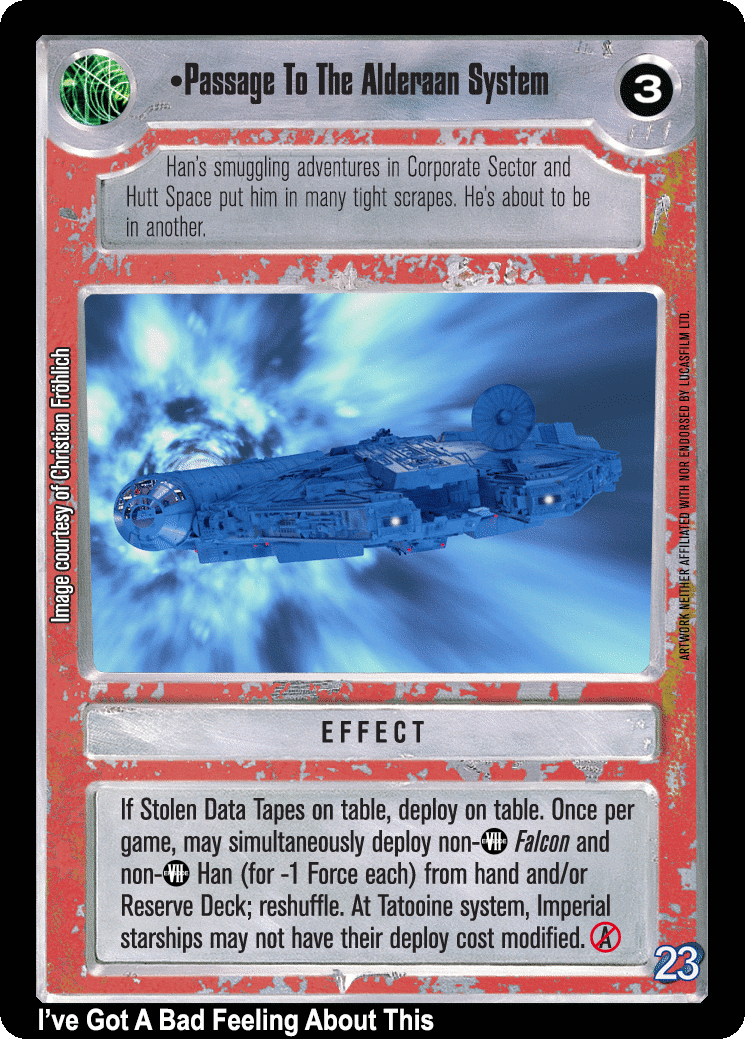 •Passage To The Alderaan System
3
Han's smuggling adventures in Corporate Sector and
Hutt Space put him in many tight scrapes. He's about to be
in another.
Image courtesy of Christian Fröhlich
ARTWORK NEITHER AFFILIATED WITH NOR ENDORSED BY LUCASFILM LTD.
EFFECT
If Stolen Data Tapes on table, deploy on table. Once per
game, may simultaneously deploy non-EPISODE VII Falcon and
non-EPISODE VII Han (for -1 Force each) from hand and/or
Reserve Deck; reshuffle. At Tatooine system, Imperial
starships may not have their deploy cost modified. A
23
I've Got A Bad Feeling About This